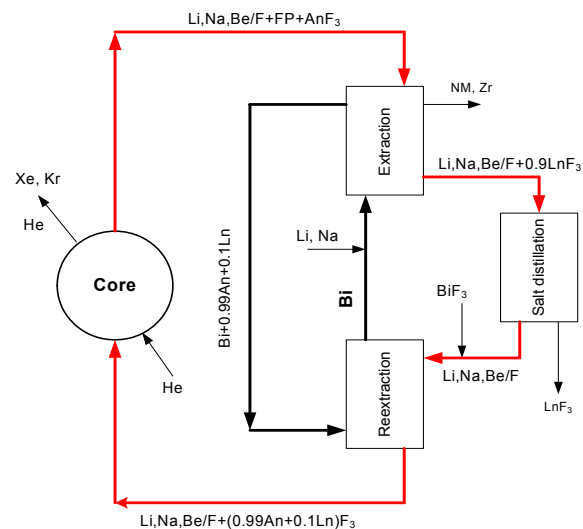 Li,Na,Be/F+FP+AnF₃
NM, Zr
Extraction
Li,Na,Be/F+0.9LnF₃
Xe, Kr
He
Core
He
Bi+0.99An+0.1Ln
Li, Na
Bi
BiF₃
Salt distillation
Li,Na,Be/F
LnF₃
Reextraction
Li,Na,Be/F+(0.99An+0.1Ln)F₃